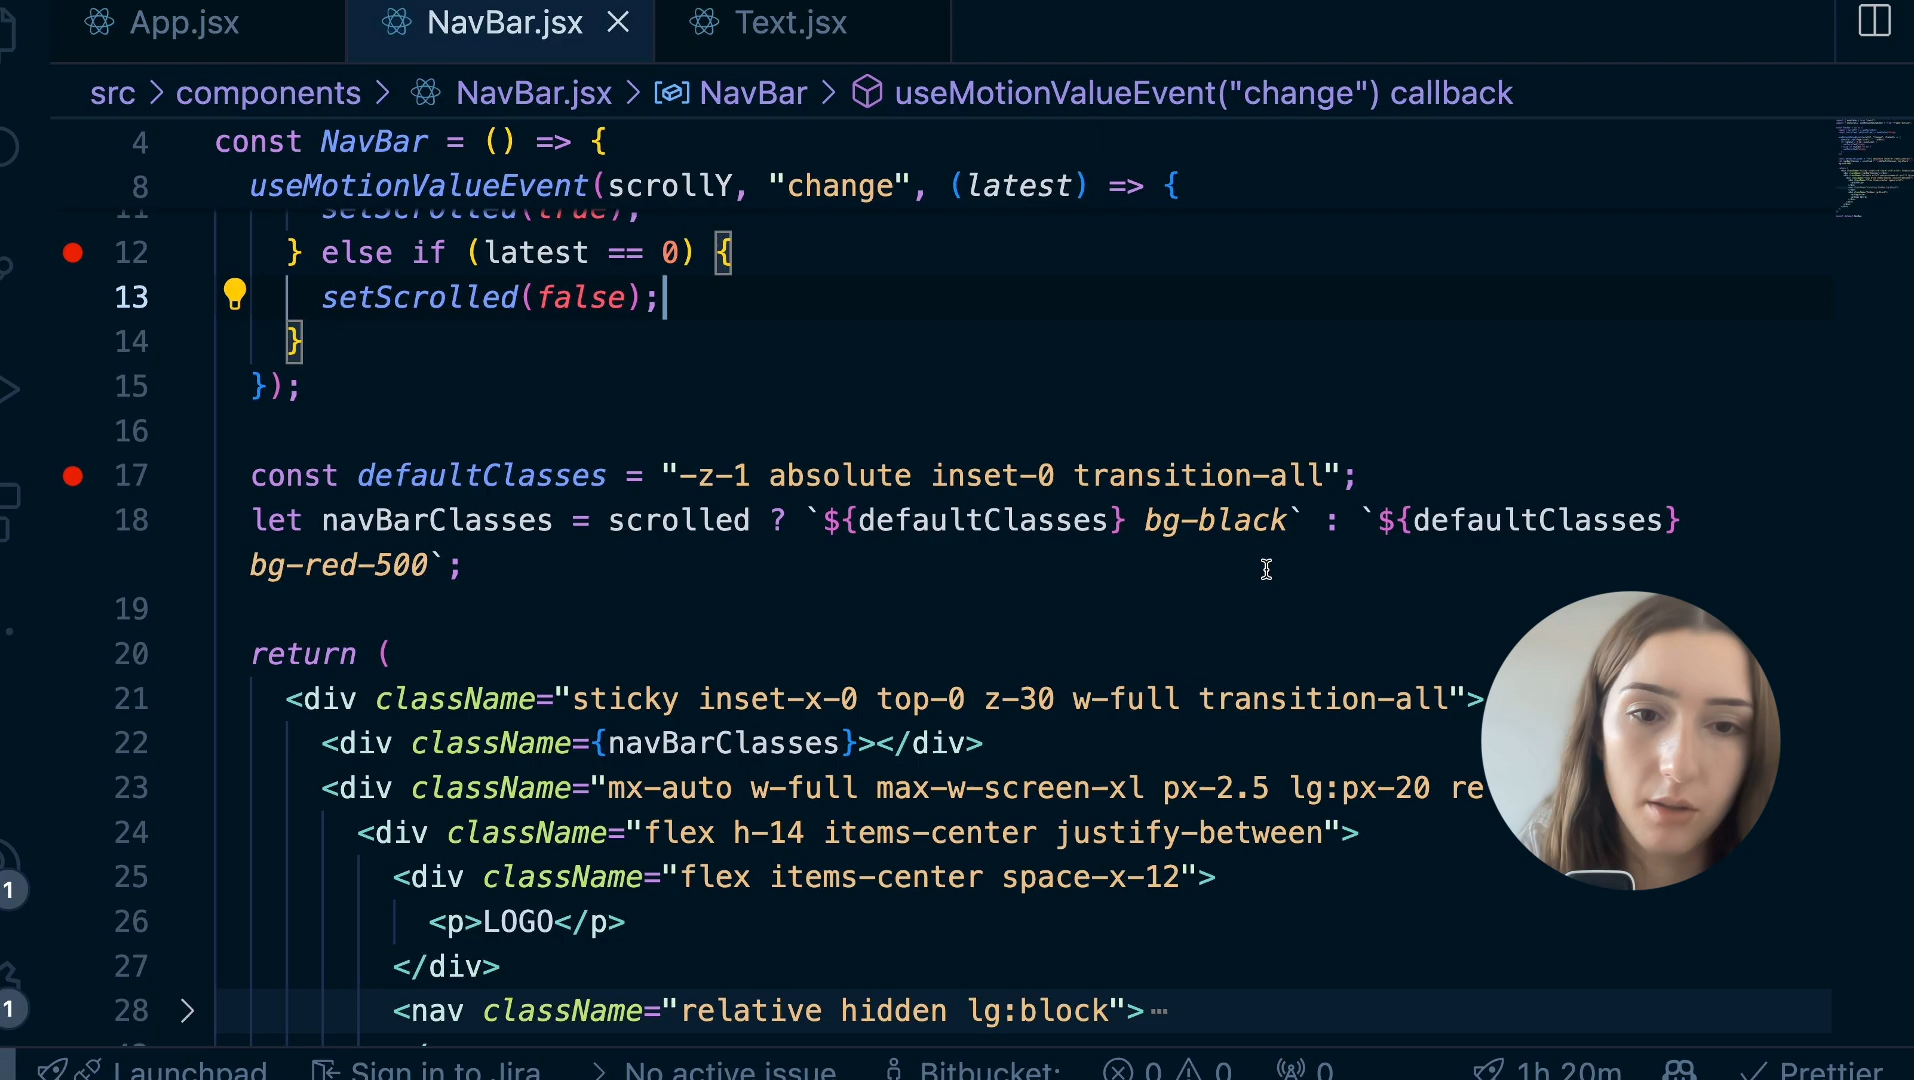 App.jsx
NavBar.jsx
Text.jsx
src > components > NavBar.jsx > NavBar > useMotionValueEvent("change") callback
4 const NavBar = () => {
8 useMotionValueEvent(scrollY, "change", (latest) => {
11 setScrolled(true);
12 } else if (latest == 0) {
13 setScrolled(false);
14 }
15 });
16
17 const defaultClasses = "-z-1 absolute inset-0 transition-all";
18 let navBarClasses = scrolled ? `${defaultClasses} bg-black` : `${defaultClasses}
bg-red-500`;
19
20 return (
21 <div className="sticky inset-x-0 top-0 z-30 w-full transition-all">
22 <div className={navBarClasses}></div>
23 <div className="mx-auto w-full max-w-screen-xl px-2.5 lg:px-20 re
24 <div className="flex h-14 items-center justify-between">
25 <div className="flex items-center space-x-12">
26 <p>LOGO</p>
27 </div>
28 <nav className="relative hidden lg:block">
1
1
Launchpad Sign in to Jira > No active issue Bitbucket: 0 0 0 1h 20m Prettier